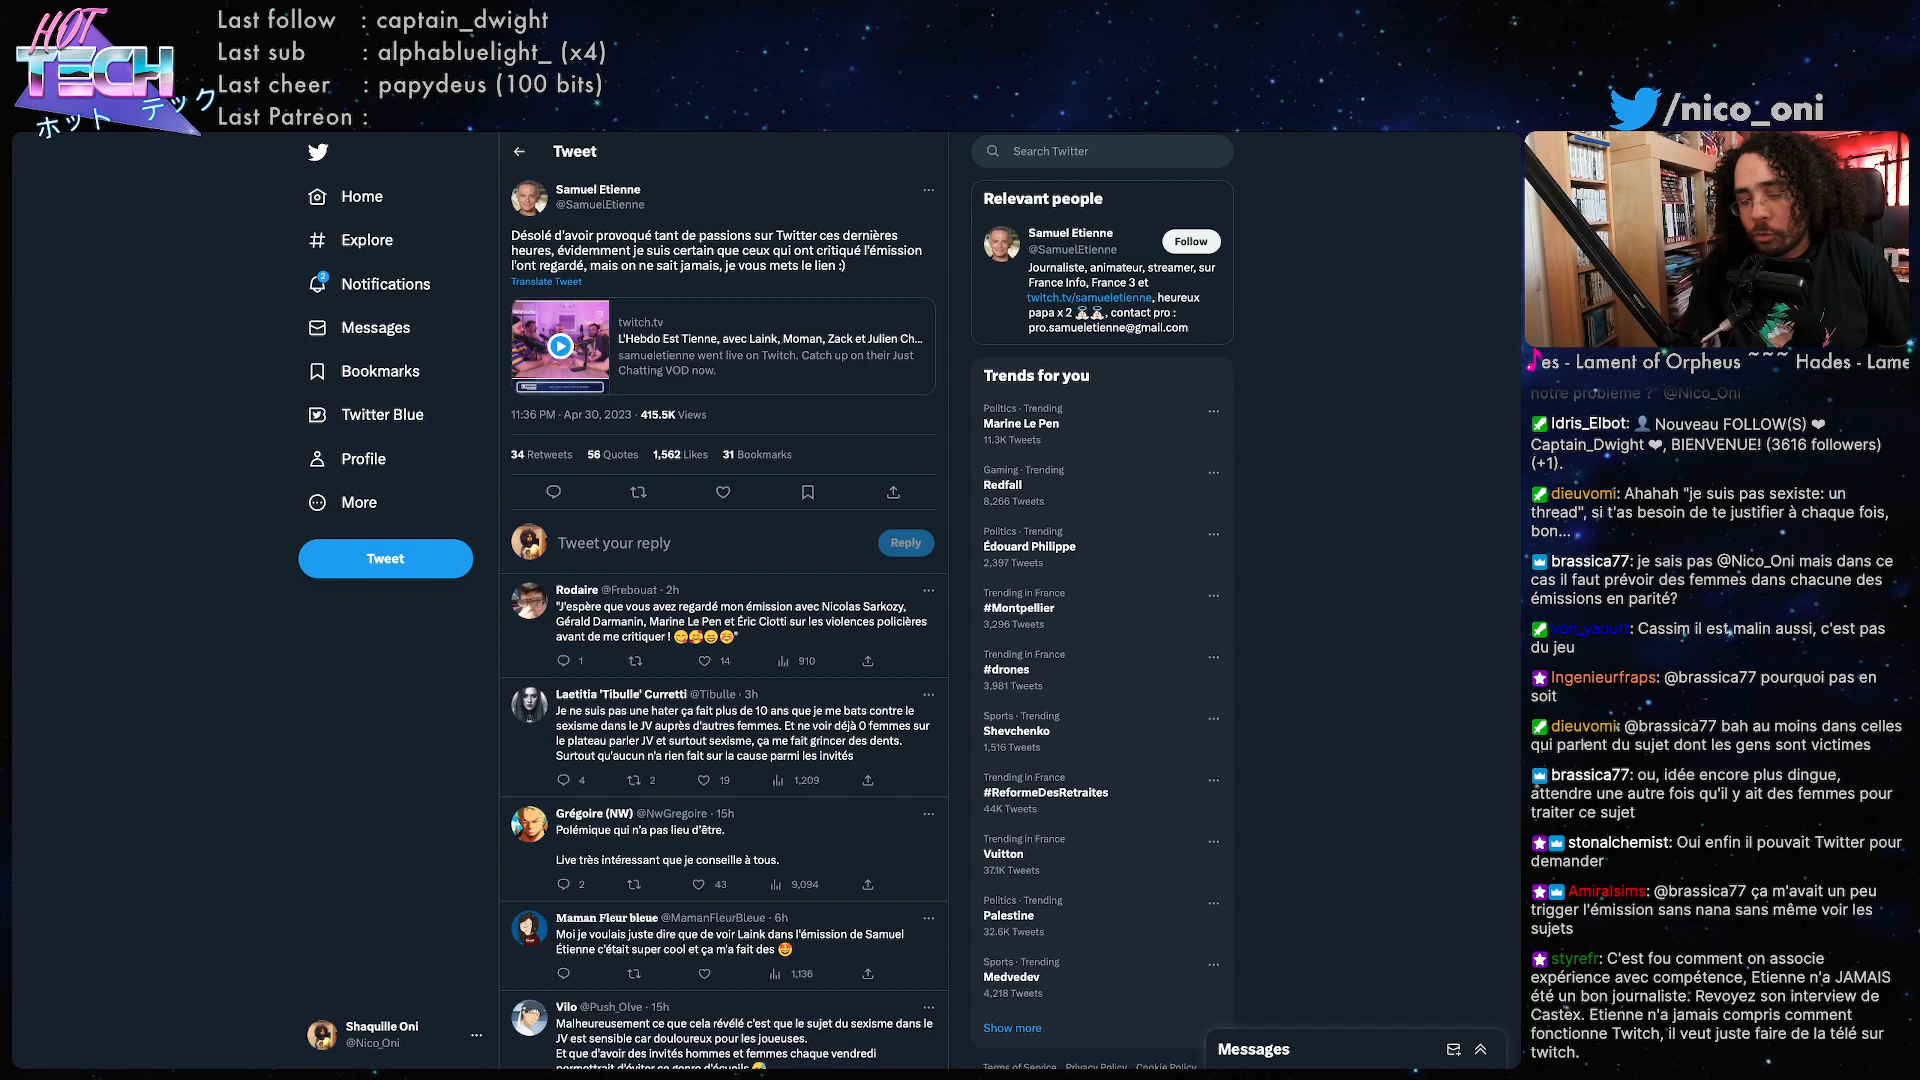 HOT
TECH
ホット テック
Last follow : captain_dwight
Last sub : alphabluelight_ (x4)
Last cheer : papydeus (100 bits)
Last Patreon :
/nico_oni
Home
Explore
2
Notifications
Messages
Bookmarks
Twitter Blue
Profile
More
Tweet
Shaquille Oni
@Nico_Oni
Tweet
Samuel Etienne
@SamuelEtienne
Désolé d'avoir provoqué tant de passions sur Twitter ces dernières
heures, évidemment je suis certain que ceux qui ont critiqué l'émission
l'ont regardé, mais on ne sait jamais, je vous mets le lien :)
Translate Tweet
twitch.tv
L'Hebdo Est Tienne, avec Laink, Moman, Zack et Julien Ch...
samueletienne went live on Twitch. Catch up on their Just
Chatting VOD now.
11:36 PM · Apr 30, 2023 · 415.5K Views
34 Retweets 56 Quotes 1,562 Likes 31 Bookmarks
Tweet your reply
Reply
Rodaire @Frebouat · 2h
"J'espère que vous avez regardé mon émission avec Nicolas Sarkozy,
Gérald Darmanin, Marine Le Pen et Éric Ciotti sur les violences policières
avant de me critiquer ! 😋🥰😄☺️"
1 14 910
Laetitia 'Tibulle' Curretti @Tibulle · 3h
Je ne suis pas une hater ça fait plus de 10 ans que je me bats contre le
sexisme dans le JV auprès d'autres femmes. Et ne voir déjà 0 femmes sur
le plateau parler JV et surtout sexisme, ça me fait grincer des dents.
Surtout qu'aucun n'a rien fait sur la cause parmi les invités
4 2 19 1,209
Grégoire (NW) @NwGregoire · 15h
Polémique qui n'a pas lieu d'être.
Live très intéressant que je conseille à tous.
2 43 9,094
Maman Fleur bleue @MamanFleurBleue · 6h
Moi je voulais juste dire que de voir Laink dans l'émission de Samuel
Étienne c'était super cool et ça m'a fait des 🤩
1,136
Vilo @Push_Olve · 15h
Malheureusement ce que cela révélé c'est que le sujet du sexisme dans le
JV est sensible car douloureux pour les joueuses.
Et que d'avoir des invités hommes et femmes chaque vendredi
permettrait d'éviter ce genre d'écueils
Search Twitter
Relevant people
Samuel Etienne
@SamuelEtienne
Follow
Journaliste, animateur, streamer, sur
France Info, France 3 et
twitch.tv/samueletienne, heureux
papa x 2 👼🏻👼🏻, contact pro :
pro.samueletienne@gmail.com
Trends for you
Politics · Trending
Marine Le Pen
11.3K Tweets
Gaming · Trending
Redfall
8,266 Tweets
Politics · Trending
Édouard Philippe
2,397 Tweets
Trending in France
#Montpellier
3,296 Tweets
Trending in France
#drones
3,981 Tweets
Sports · Trending
Shevchenko
1,516 Tweets
Trending in France
#ReformeDesRetraites
44K Tweets
Trending in France
Vuitton
37.1K Tweets
Politics · Trending
Palestine
32.6K Tweets
Sports · Trending
Medvedev
4,218 Tweets
Show more
Terms of Service Privacy Policy Cookie Policy
Messages
es - Lament of Orpheus ~~~ Hades - Lame
notre problème ?" @Nico_Oni
Idris_Elbot: 👤 Nouveau FOLLOW(S) ❤
Captain_Dwight ❤, BIENVENUE! (3616 followers)
(+1).
dieuvomi: Ahahah "je suis pas sexiste: un
thread", si t'as besoin de te justifier à chaque fois,
bon...
brassica77: je sais pas @Nico_Oni mais dans ce
cas il faut prévoir des femmes dans chacune des
émissions en parité?
von_yaourt: Cassim il est malin aussi, c'est pas
du jeu
Ingenieurfraps: @brassica77 pourquoi pas en
soit
dieuvomi: @brassica77 bah au moins dans celles
qui parlent du sujet dont les gens sont victimes
brassica77: ou, idée encore plus dingue,
attendre une autre fois qu'il y ait des femmes pour
traiter ce sujet
stonalchemist: Oui enfin il pouvait Twitter pour
demander
Amiralsims: @brassica77 ça m'avait un peu
trigger l'émission sans nana sans même voir les
sujets
styrefr: C'est fou comment on associe
expérience avec compétence, Etienne n'a JAMAIS
été un bon journaliste. Revoyez son interview de
Castex. Etienne n'a jamais compris comment
fonctionne Twitch, il veut juste faire de la télé sur
twitch.